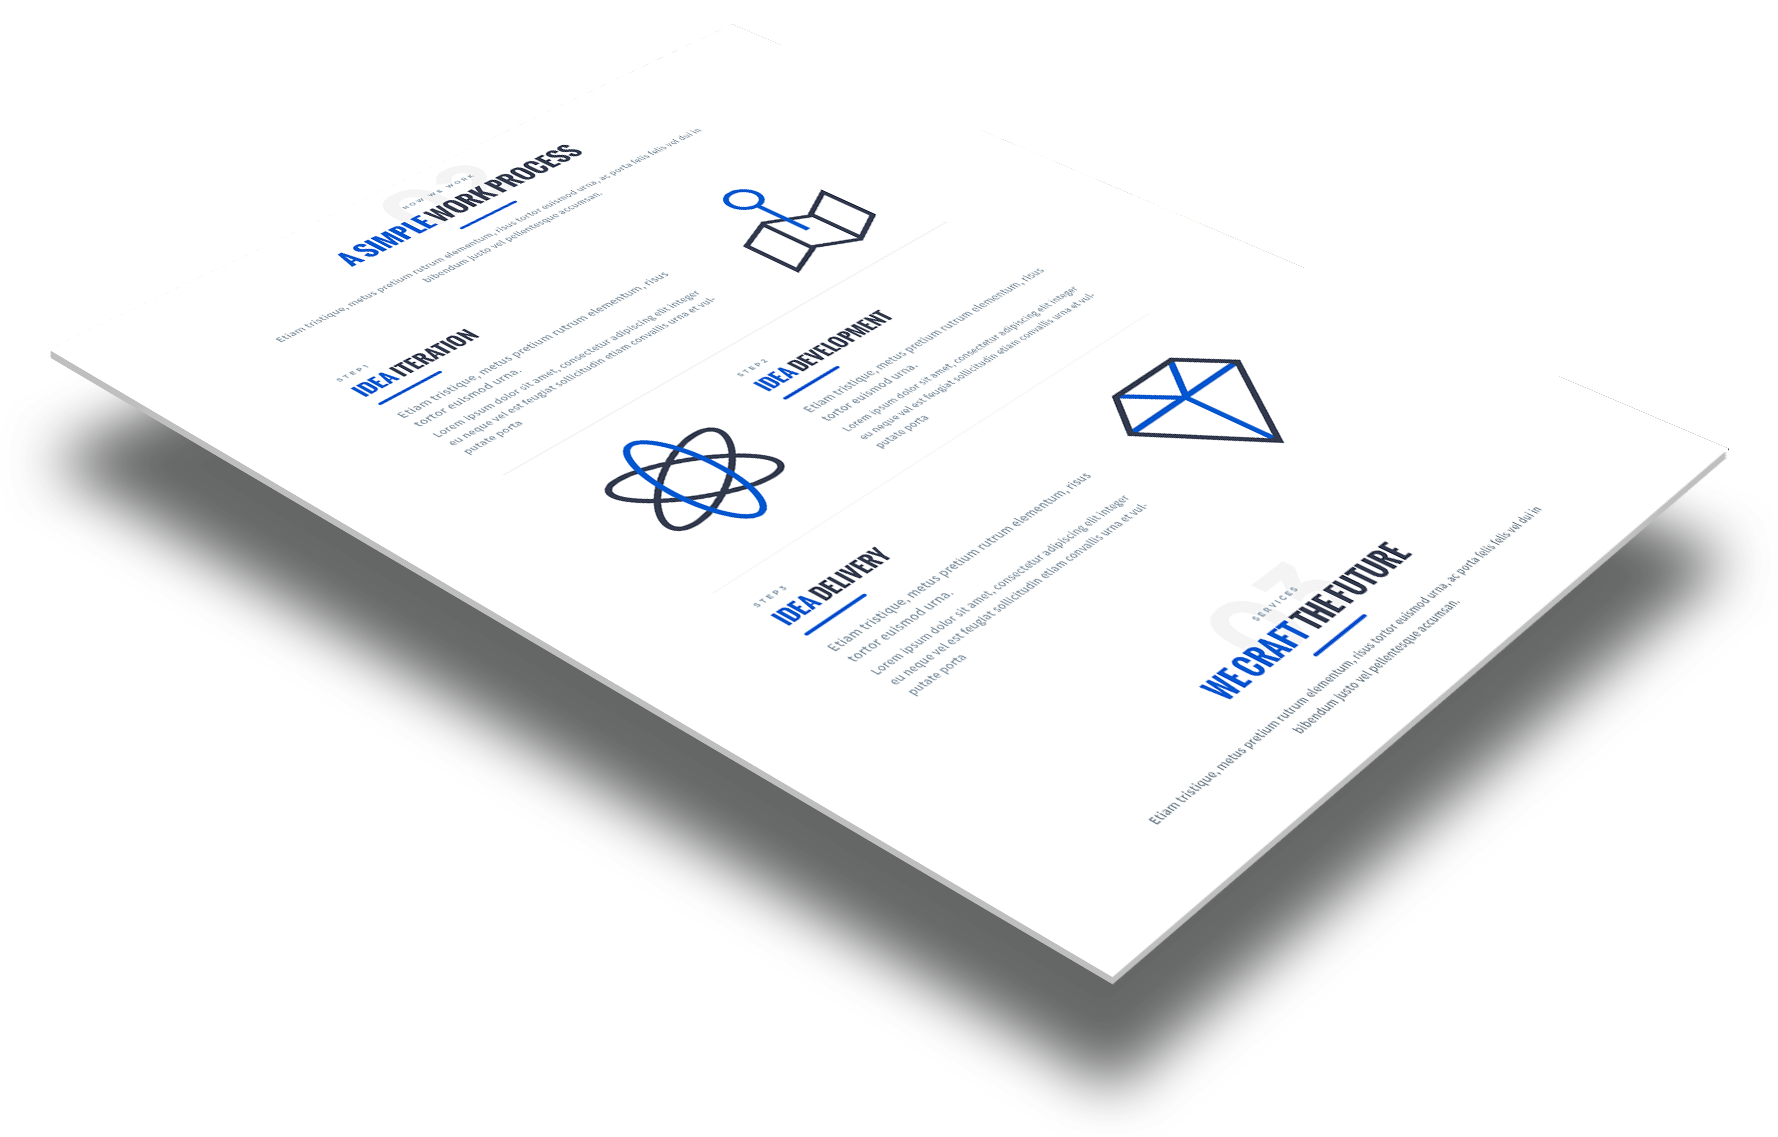 02
HOW WE WORK
A SIMPLE WORK PROCESS
Etiam tristique, metus pretium rutrum elementum, risus tortor euismod urna, ac porta felis felis vel dui in
bibendum justo vel pellentesque accumsan.
STEP 1
IDEA ITERATION
Etiam tristique, metus pretium rutrum elementum, risus
tortor euismod urna.
Lorem ipsum dolor sit amet, consectetur adipiscing elit integer
eu neque vel est feugiat sollicitudin etiam convallis urna et vul-
putate porta
STEP 2
IDEA DEVELOPMENT
Etiam tristique, metus pretium rutrum elementum, risus
tortor euismod urna.
Lorem ipsum dolor sit amet, consectetur adipiscing elit integer
eu neque vel est feugiat sollicitudin etiam convallis urna et vul-
putate porta
STEP 3
IDEA DELIVERY
Etiam tristique, metus pretium rutrum elementum, risus
tortor euismod urna.
Lorem ipsum dolor sit amet, consectetur adipiscing elit integer
eu neque vel est feugiat sollicitudin etiam convallis urna et vul-
putate porta
03
SERVICES
WE CRAFT THE FUTURE
Etiam tristique, metus pretium rutrum elementum, risus tortor euismod urna, ac porta felis felis vel dui in
bibendum justo vel pellentesque accumsan.